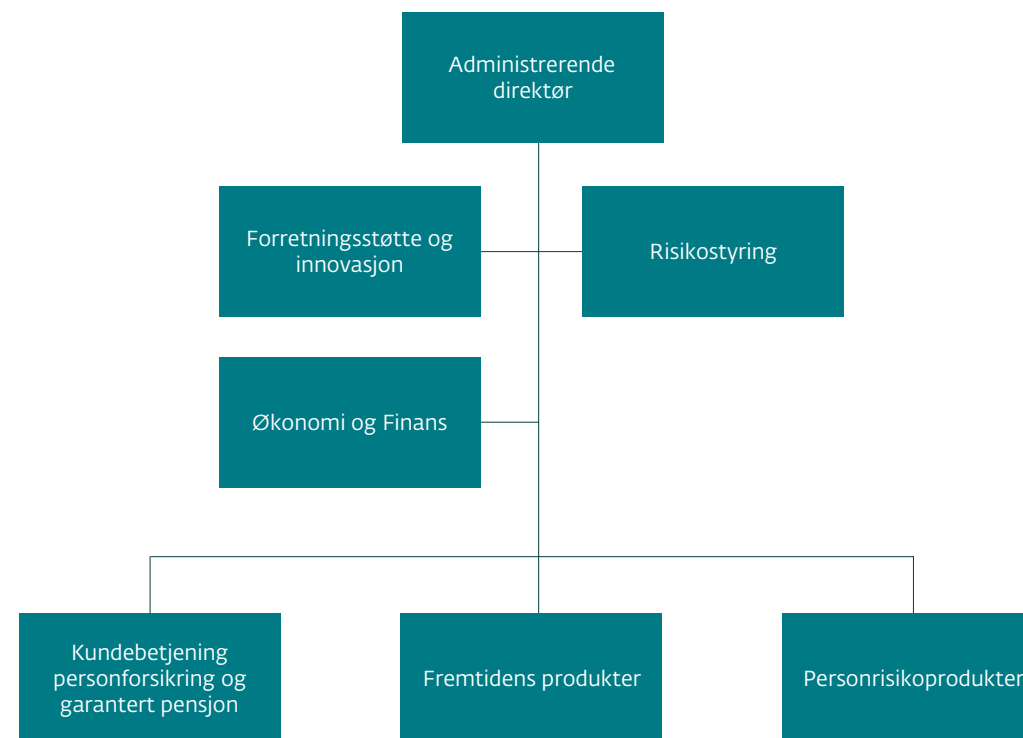 Administrerende
direktør
Forretningsstøtte og
innovasjon
Risikostyring
Økonomi og Finans
Kundebetjening
personforsikring og
garantert pensjon
Fremtidens produkter
Personrisikoprodukter